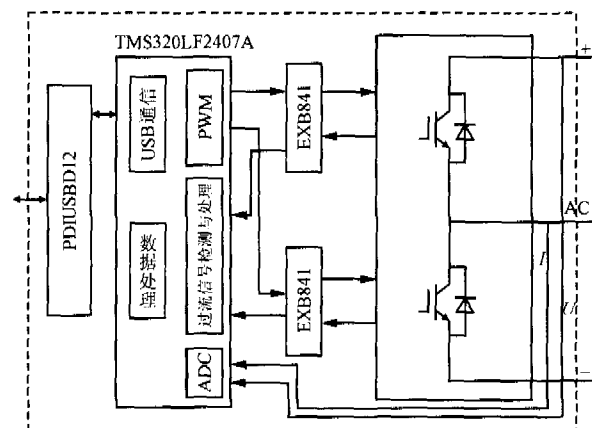 TMS320LF2407A
PDIUSBD12
USB通信
PWM
数据处理
过流信号检测与处理
ADC
EXB841
EXB841
+
AC
I
U
−